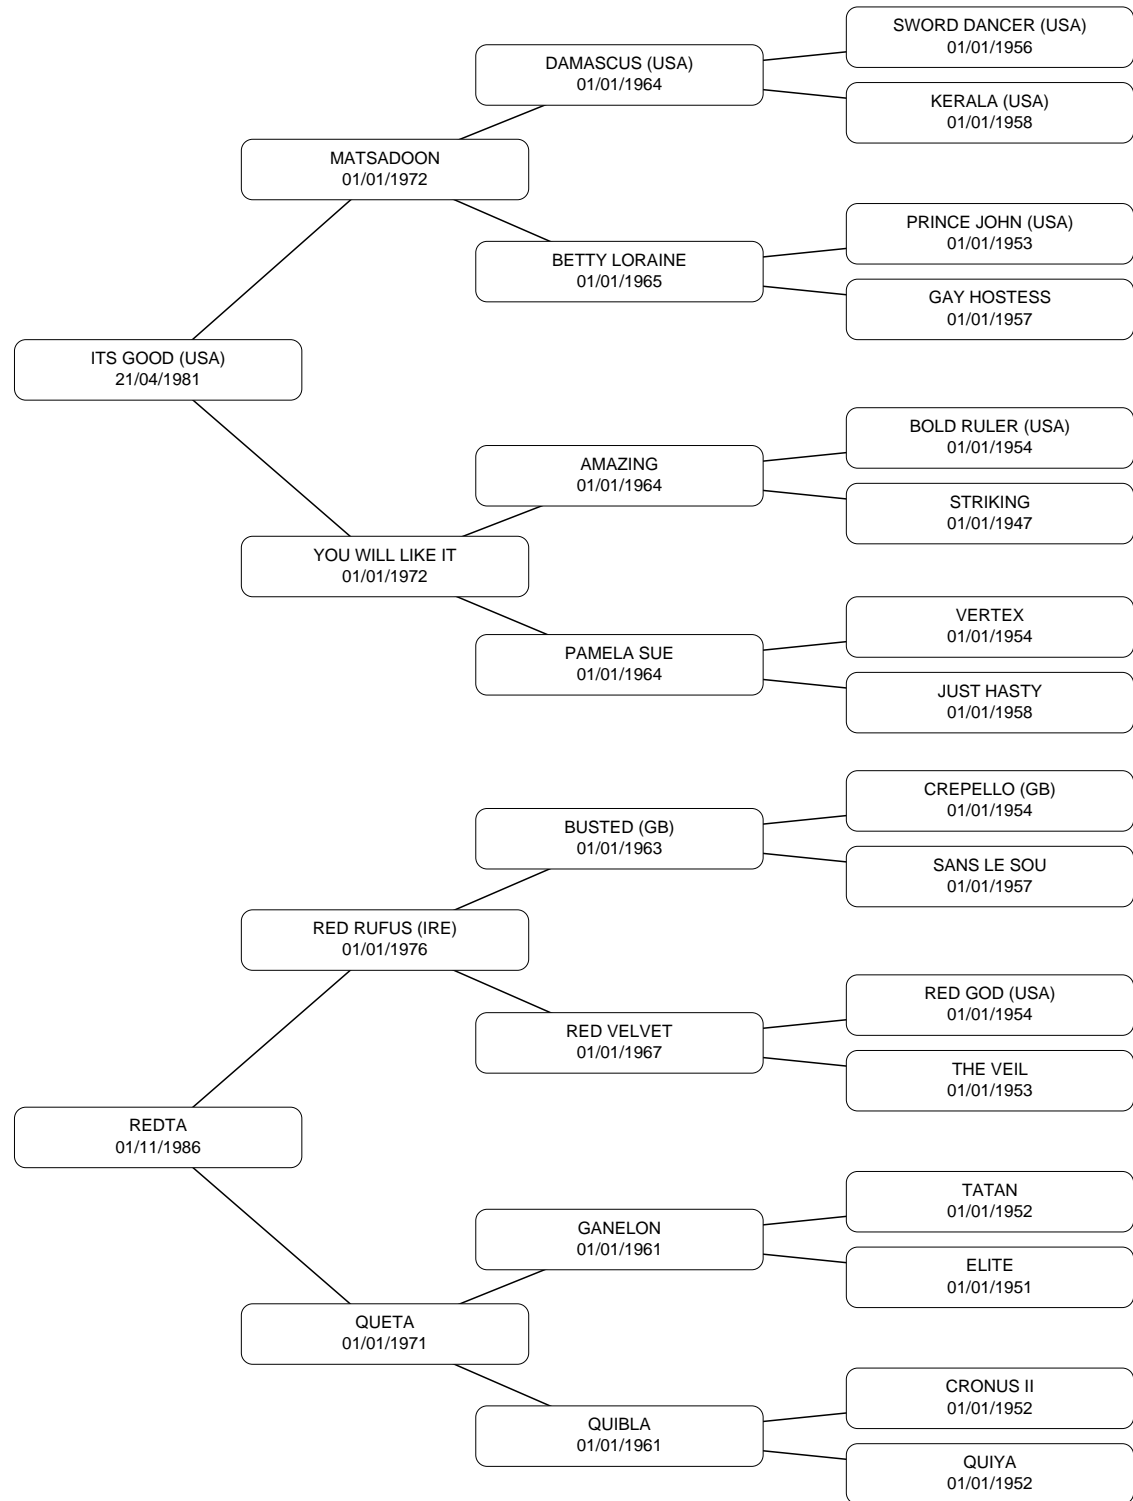 SWORD DANCER (USA)
01/01/1956
DAMASCUS (USA)
01/01/1964
KERALA (USA)
01/01/1958
MATSADOON
01/01/1972
PRINCE JOHN (USA)
01/01/1953
BETTY LORAINE
01/01/1965
GAY HOSTESS
01/01/1957
ITS GOOD (USA)
21/04/1981
BOLD RULER (USA)
01/01/1954
AMAZING
01/01/1964
STRIKING
01/01/1947
YOU WILL LIKE IT
01/01/1972
VERTEX
01/01/1954
PAMELA SUE
01/01/1964
JUST HASTY
01/01/1958
CREPELLO (GB)
01/01/1954
BUSTED (GB)
01/01/1963
SANS LE SOU
01/01/1957
RED RUFUS (IRE)
01/01/1976
RED GOD (USA)
01/01/1954
RED VELVET
01/01/1967
THE VEIL
01/01/1953
REDTA
01/11/1986
TATAN
01/01/1952
GANELON
01/01/1961
ELITE
01/01/1951
QUETA
01/01/1971
CRONUS II
01/01/1952
QUIBLA
01/01/1961
QUIYA
01/01/1952